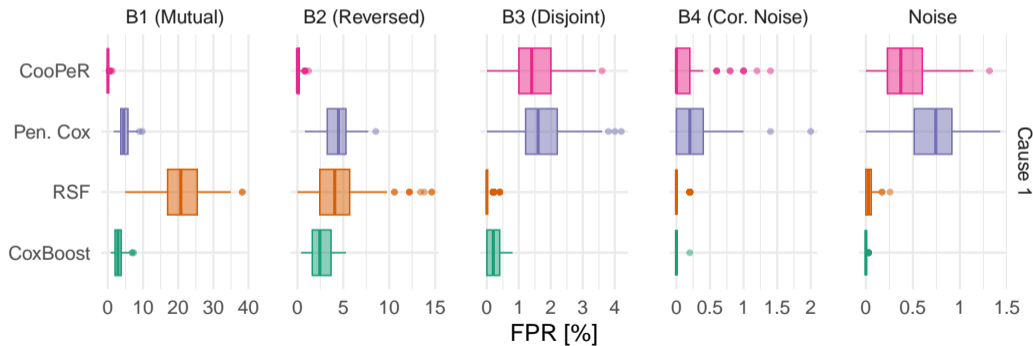 B1 (Mutual) B2 (Reversed) B3 (Disjoint) B4 (Cor. Noise) Noise
CooPeR
Pen. Cox
RSF
CoxBoost
Cause 1
0 10 20 30 40 0 5 10 15 0 1 2 3 4 0 0.5 1 1.5 2 0 0.5 1 1.5
FPR [%]